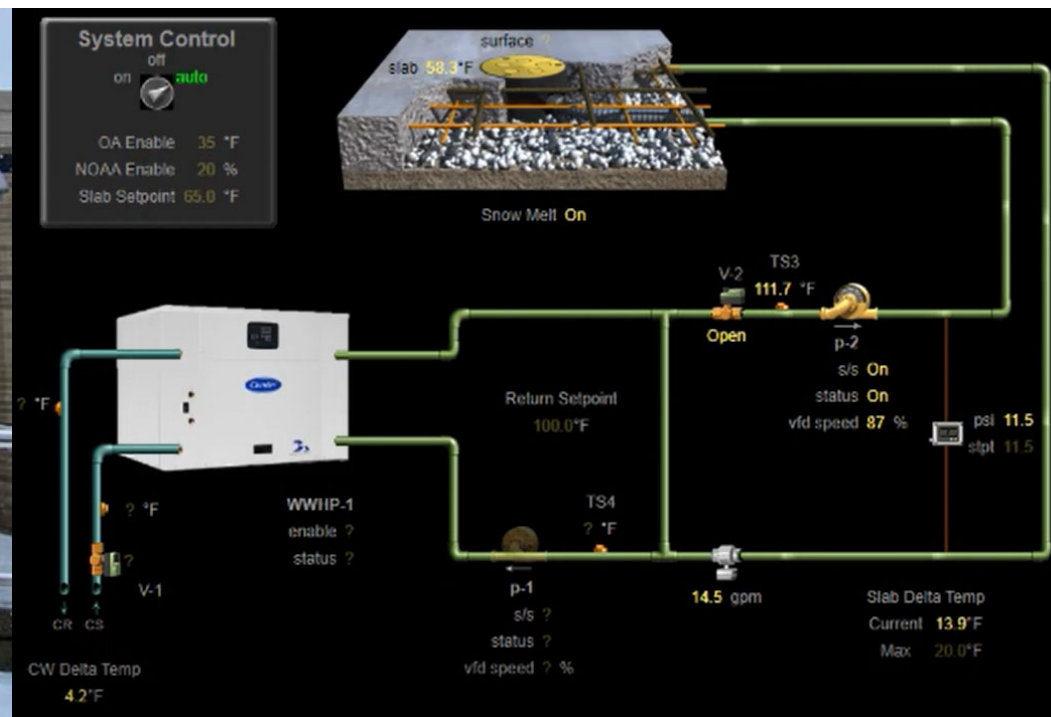 System Control
off
on auto
OA Enable 35 °F
NOAA Enable 20 %
Slab Setpoint 65.0 °F
surface ?
slab 58.3°F
Snow Melt On
V-2
TS3
111.7 °F
Open
p-2
s/s On
status On
vfd speed 87 %
psi 11.5
stpt 11.5
Return Setpoint
100.0°F
Carrier
? °F
? °F
?
V-1
CR CS
CW Delta Temp
4.2°F
WWHP-1
enable ?
status ?
TS4
? °F
p-1
s/s ?
status ?
vfd speed ? %
14.5 gpm
Slab Delta Temp
Current 13.9°F
Max 20.0°F